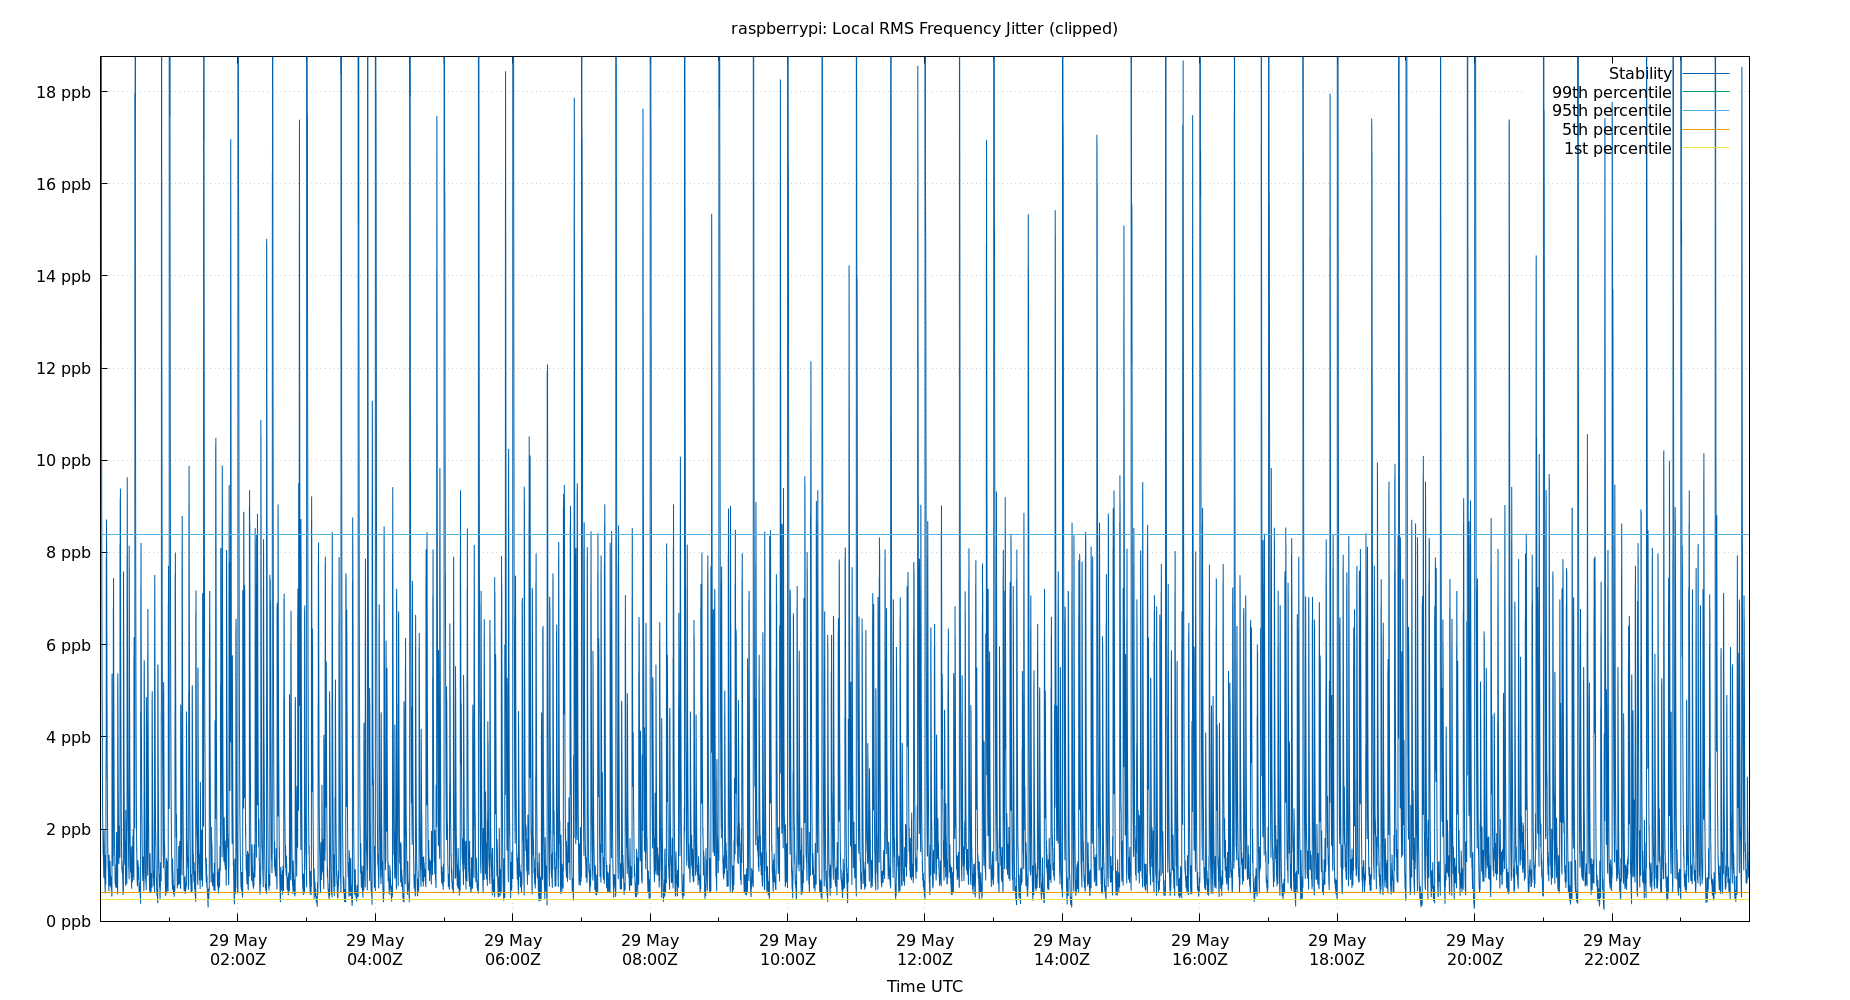 raspberrypi: Local RMS Frequency Jitter (clipped)
Stability
99th percentile
95th percentile
5th percentile
1st percentile
18 ppb
16 ppb
14 ppb
12 ppb
10 ppb
8 ppb
6 ppb
4 ppb
2 ppb
0 ppb
29 May 29 May 29 May 29 May 29 May 29 May 29 May 29 May 29 May 29 May 29 May
02:00Z 04:00Z 06:00Z 08:00Z 10:00Z 12:00Z 14:00Z 16:00Z 18:00Z 20:00Z 22:00Z
Time UTC